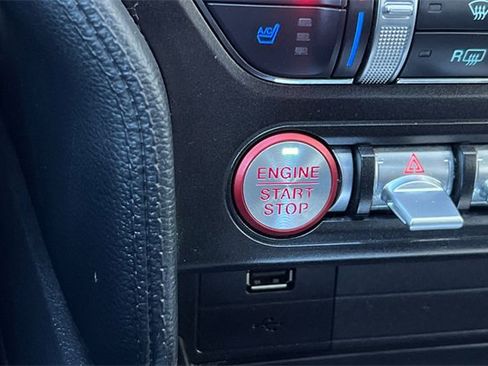 A/C
R
ENGINE
START
STOP